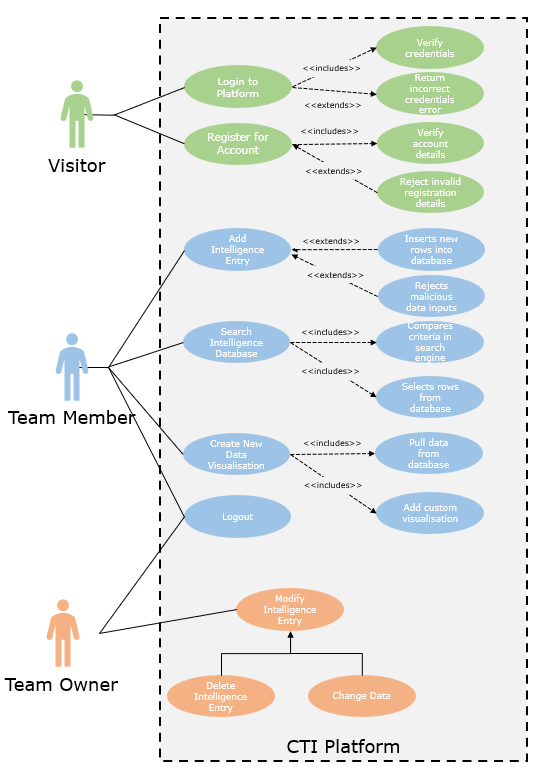 Verify
credentials
<<includes>>
Login to
Platform
Return
incorrect
credentials
error
<<extends>>
Visitor
Register for
Account
<<includes>>
Verify
account
details
<<extends>>
Reject invalid
registration
details
Add
Intelligence
Entry
<<extends>>
Inserts new
rows into
database
<<extends>>
Rejects
malicious
data inputs
Search
Intelligence
Database
<<includes>>
Compares
criteria in
search
engine
<<includes>>
Selects rows
from
database
Team Member
Create New
Data
Visualisation
<<includes>>
Pull data
from
database
<<includes>>
Add custom
visualisation
Logout
Modify
Intelligence
Entry
Team Owner
Delete
Intelligence
Entry
Change Data
CTI Platform